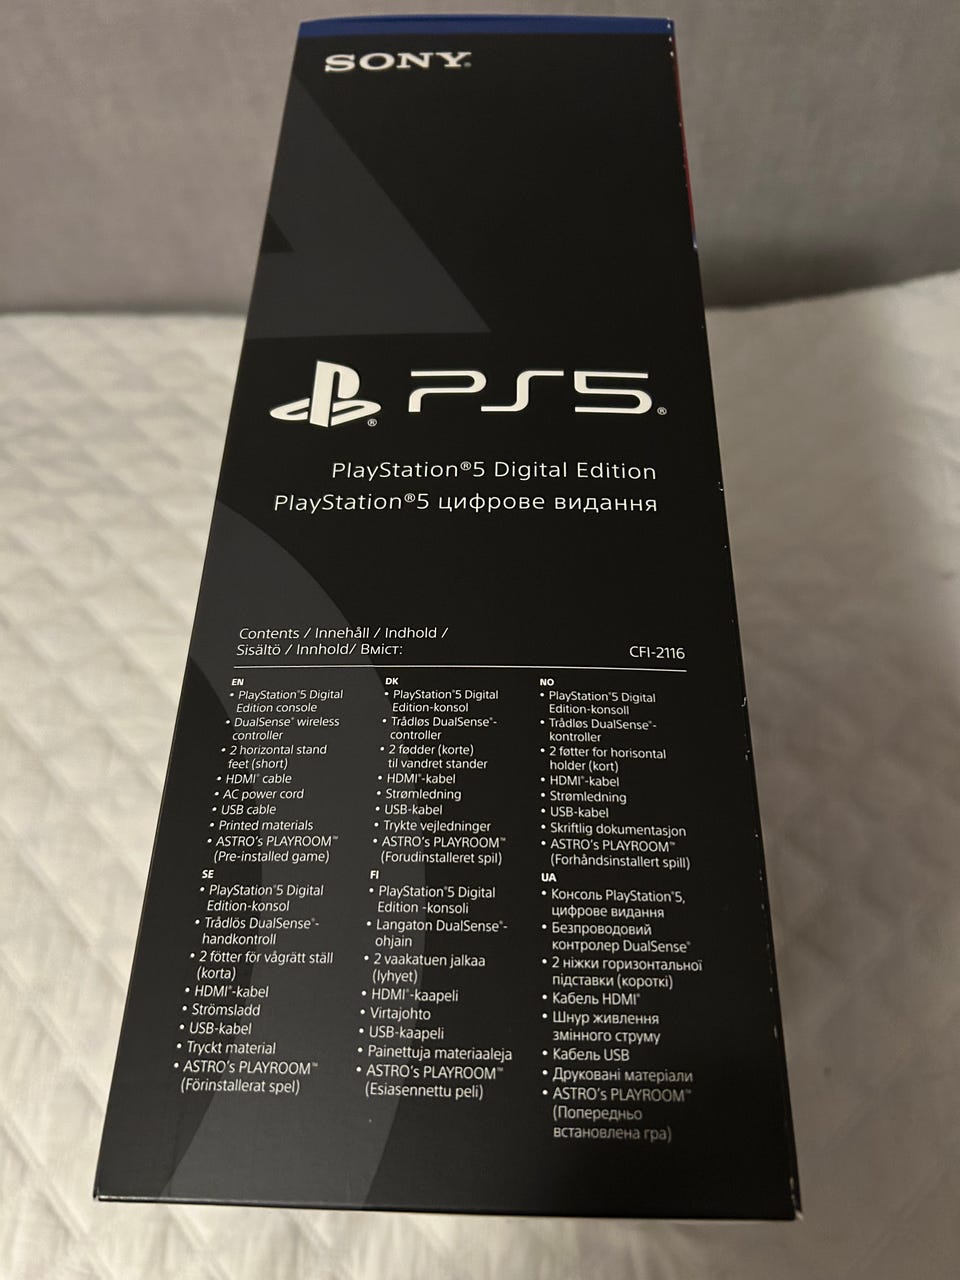 SONY®
PS5®
PlayStation®5 Digital Edition
PlayStation®5 цифрове видання
Contents / Innehåll / Indhold /
Sisältö / Innhold/ Вміст:
CFI-2116
EN
• PlayStation®5 Digital
Edition console
• DualSense® wireless
controller
• 2 horizontal stand
feet (short)
• HDMI® cable
• AC power cord
• USB cable
• Printed materials
• ASTRO's PLAYROOM™
(Pre-installed game)
DK
• PlayStation®5 Digital
Edition-konsol
• Trådløs DualSense®-
controller
• 2 fødder (korte)
til vandret stander
• HDMI®-kabel
• Strømledning
• USB-kabel
• Trykte vejledninger
• ASTRO's PLAYROOM™
(Forudinstalleret spil)
NO
• PlayStation®5 Digital
Edition-konsoll
• Trådløs DualSense®-
kontroller
• 2 føtter for horisontal
holder (kort)
• HDMI®-kabel
• Strømledning
• USB-kabel
• Skriftlig dokumentasjon
• ASTRO's PLAYROOM™
(Forhåndsinstallert spill)
SE
• PlayStation®5 Digital
Edition-konsol
• Trådlös DualSense®-
handkontroll
• 2 fötter för vågrätt ställ
(korta)
• HDMI®-kabel
• Strömsladd
• USB-kabel
• Tryckt material
• ASTRO's PLAYROOM™
(Förinstallerat spel)
FI
• PlayStation®5 Digital
Edition -konsoli
• Langaton DualSense®-
ohjain
• 2 vaakatuen jalkaa
(lyhyet)
• HDMI®-kaapeli
• Virtajohto
• USB-kaapeli
• Painettuja materiaaleja
• ASTRO's PLAYROOM™
(Esiasennettu peli)
UA
• Консоль PlayStation®5,
цифрове видання
• Безпроводовий
контролер DualSense®
• 2 ніжки горизонтальної
підставки (короткі)
• Кабель HDMI®
• Шнур живлення
змінного струму
• Кабель USB
• Друковані матеріали
• ASTRO's PLAYROOM™
(Попередньо
встановлена гра)